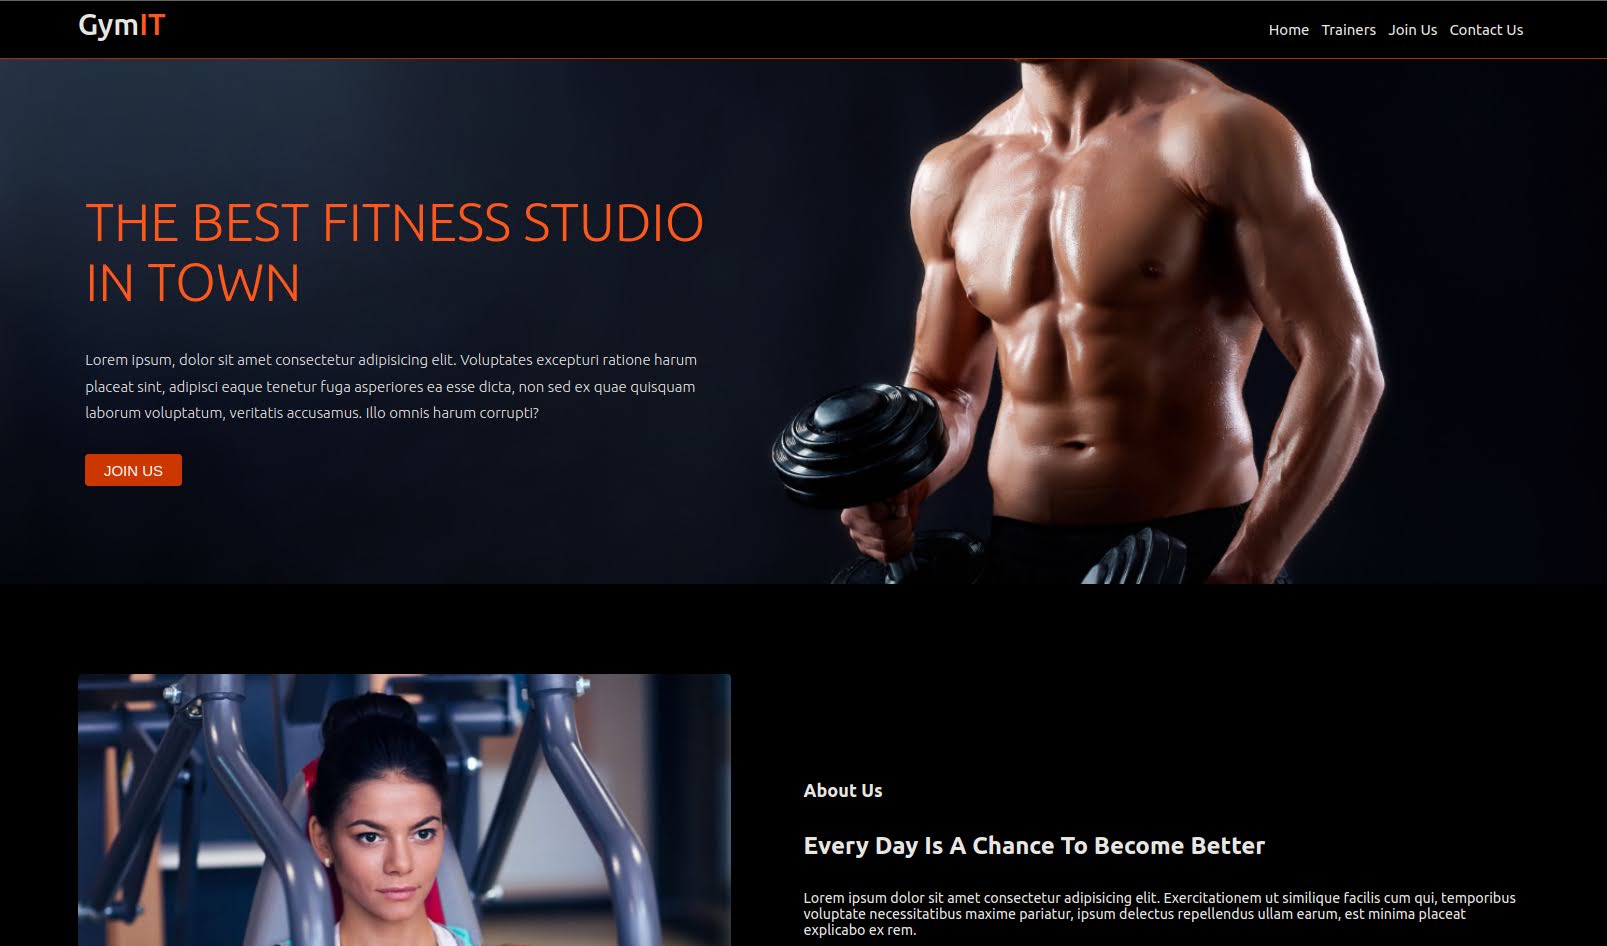 GymIT
Home Trainers Join Us Contact Us
THE BEST FITNESS STUDIO
IN TOWN
Lorem ipsum, dolor sit amet consectetur adipisicing elit. Voluptates excepturi ratione harum
placeat sint, adipisci eaque tenetur fuga asperiores ea esse dicta, non sed ex quae quisquam
laborum voluptatum, veritatis accusamus. Illo omnis harum corrupti?
JOIN US
About Us
Every Day Is A Chance To Become Better
Lorem ipsum dolor sit amet consectetur adipisicing elit. Exercitationem ut similique facilis cum qui, temporibus
voluptate necessitatibus maxime pariatur, ipsum delectus repellendus ullam earum, est minima placeat
explicabo ex rem.